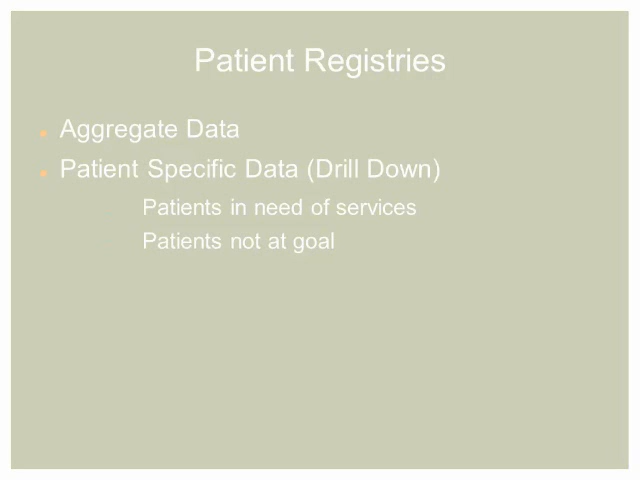 Patient Registries
Aggregate Data
Patient Specific Data (Drill Down)
Patients in need of services
Patients not at goal